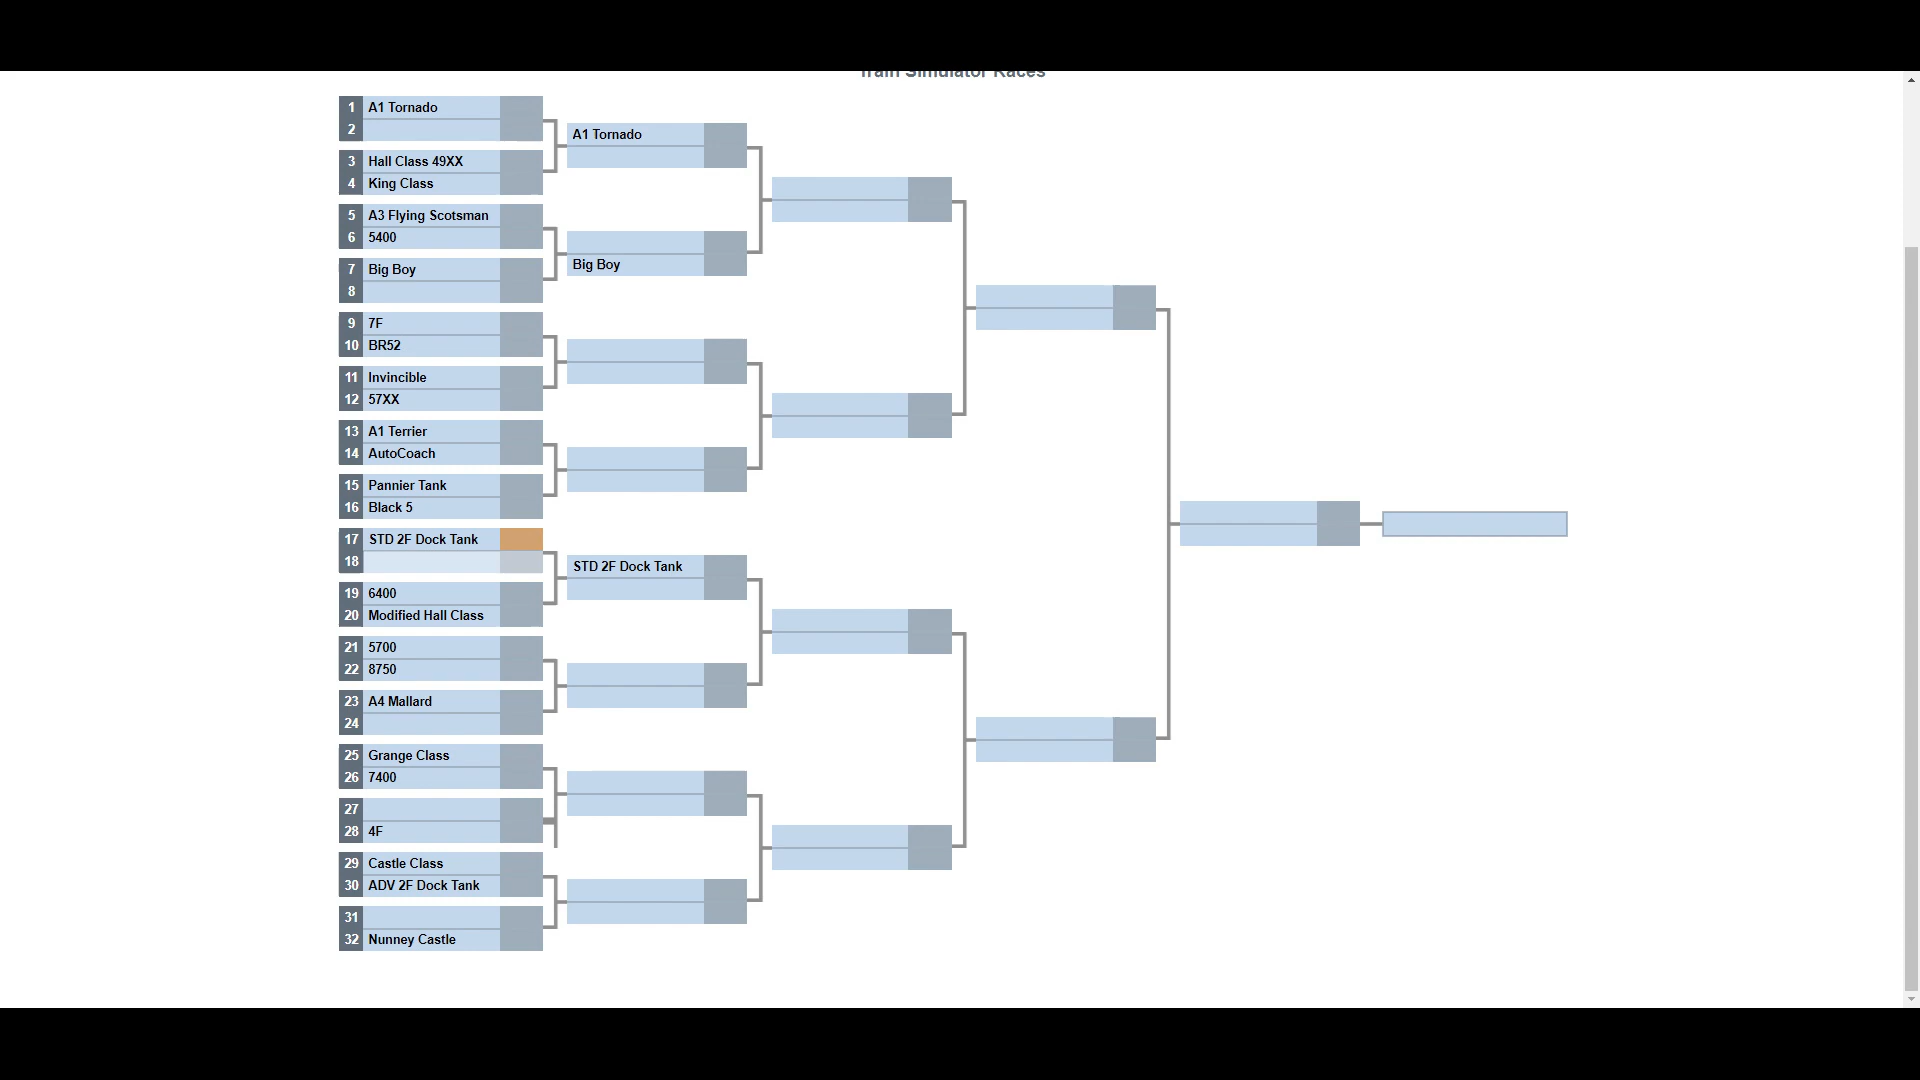 Train Simulator Races
1 A1 Tornado
2
3 Hall Class 49XX
4 King Class
5 A3 Flying Scotsman
6 5400
7 Big Boy
8
9 7F
10 BR52
11 Invincible
12 57XX
13 A1 Terrier
14 AutoCoach
15 Pannier Tank
16 Black 5
17 STD 2F Dock Tank
18
19 6400
20 Modified Hall Class
21 5700
22 8750
23 A4 Mallard
24
25 Grange Class
26 7400
27
28 4F
29 Castle Class
30 ADV 2F Dock Tank
31
32 Nunney Castle
A1 Tornado
Big Boy
STD 2F Dock Tank